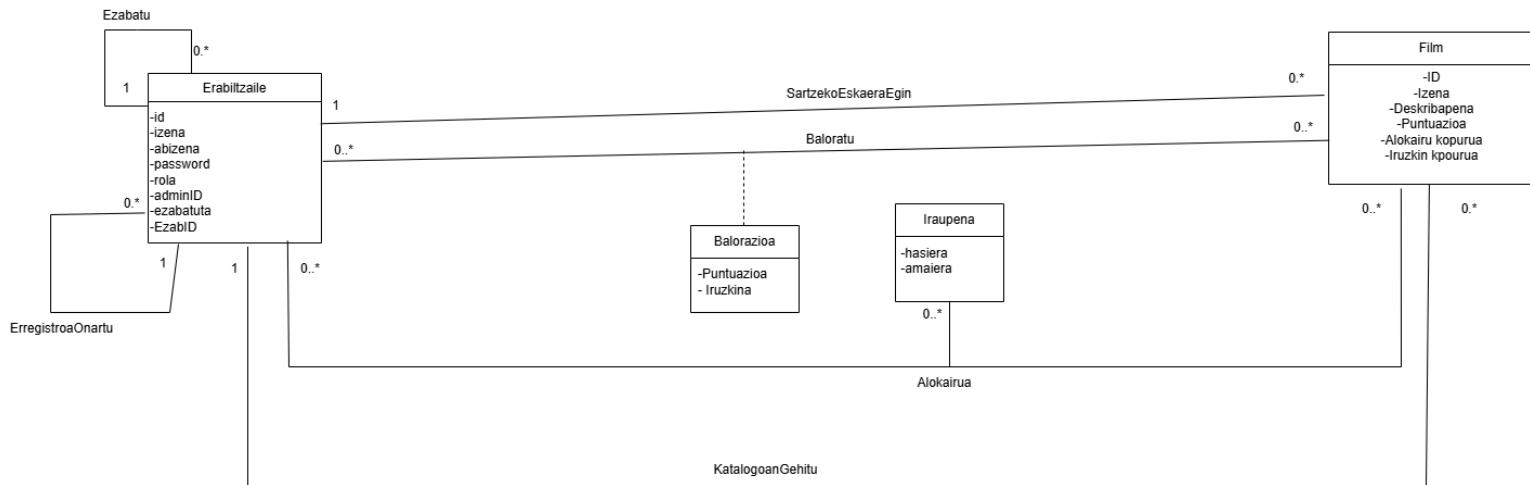 Ezabatu
0.*
1
Erabiltzaile
-id
-izena
-abizena
-password
-rola
-adminID
-ezabatuta
-EzabID
0.*
1
ErregistroaOnartu
1
0..*
1
SartzekoEskaeraEgin
0.*
0..*
Baloratu
0..*
Film
-ID
-Izena
-Deskribapena
-Puntuazioa
-Alokairu kopurua
-Iruzkin kpourua
0..*
0.*
Balorazioa
-Puntuazioa
- Iruzkina
Iraupena
-hasiera
-amaiera
0..*
Alokairua
KatalogoanGehitu